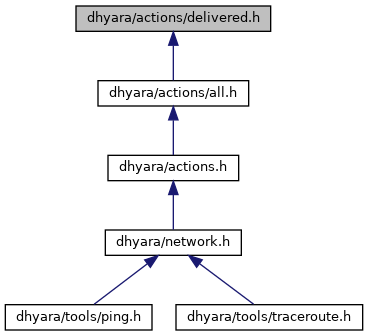 dhyara/actions/delivered.h
dhyara/actions/all.h
dhyara/actions.h
dhyara/network.h
dhyara/tools/ping.h
dhyara/tools/traceroute.h